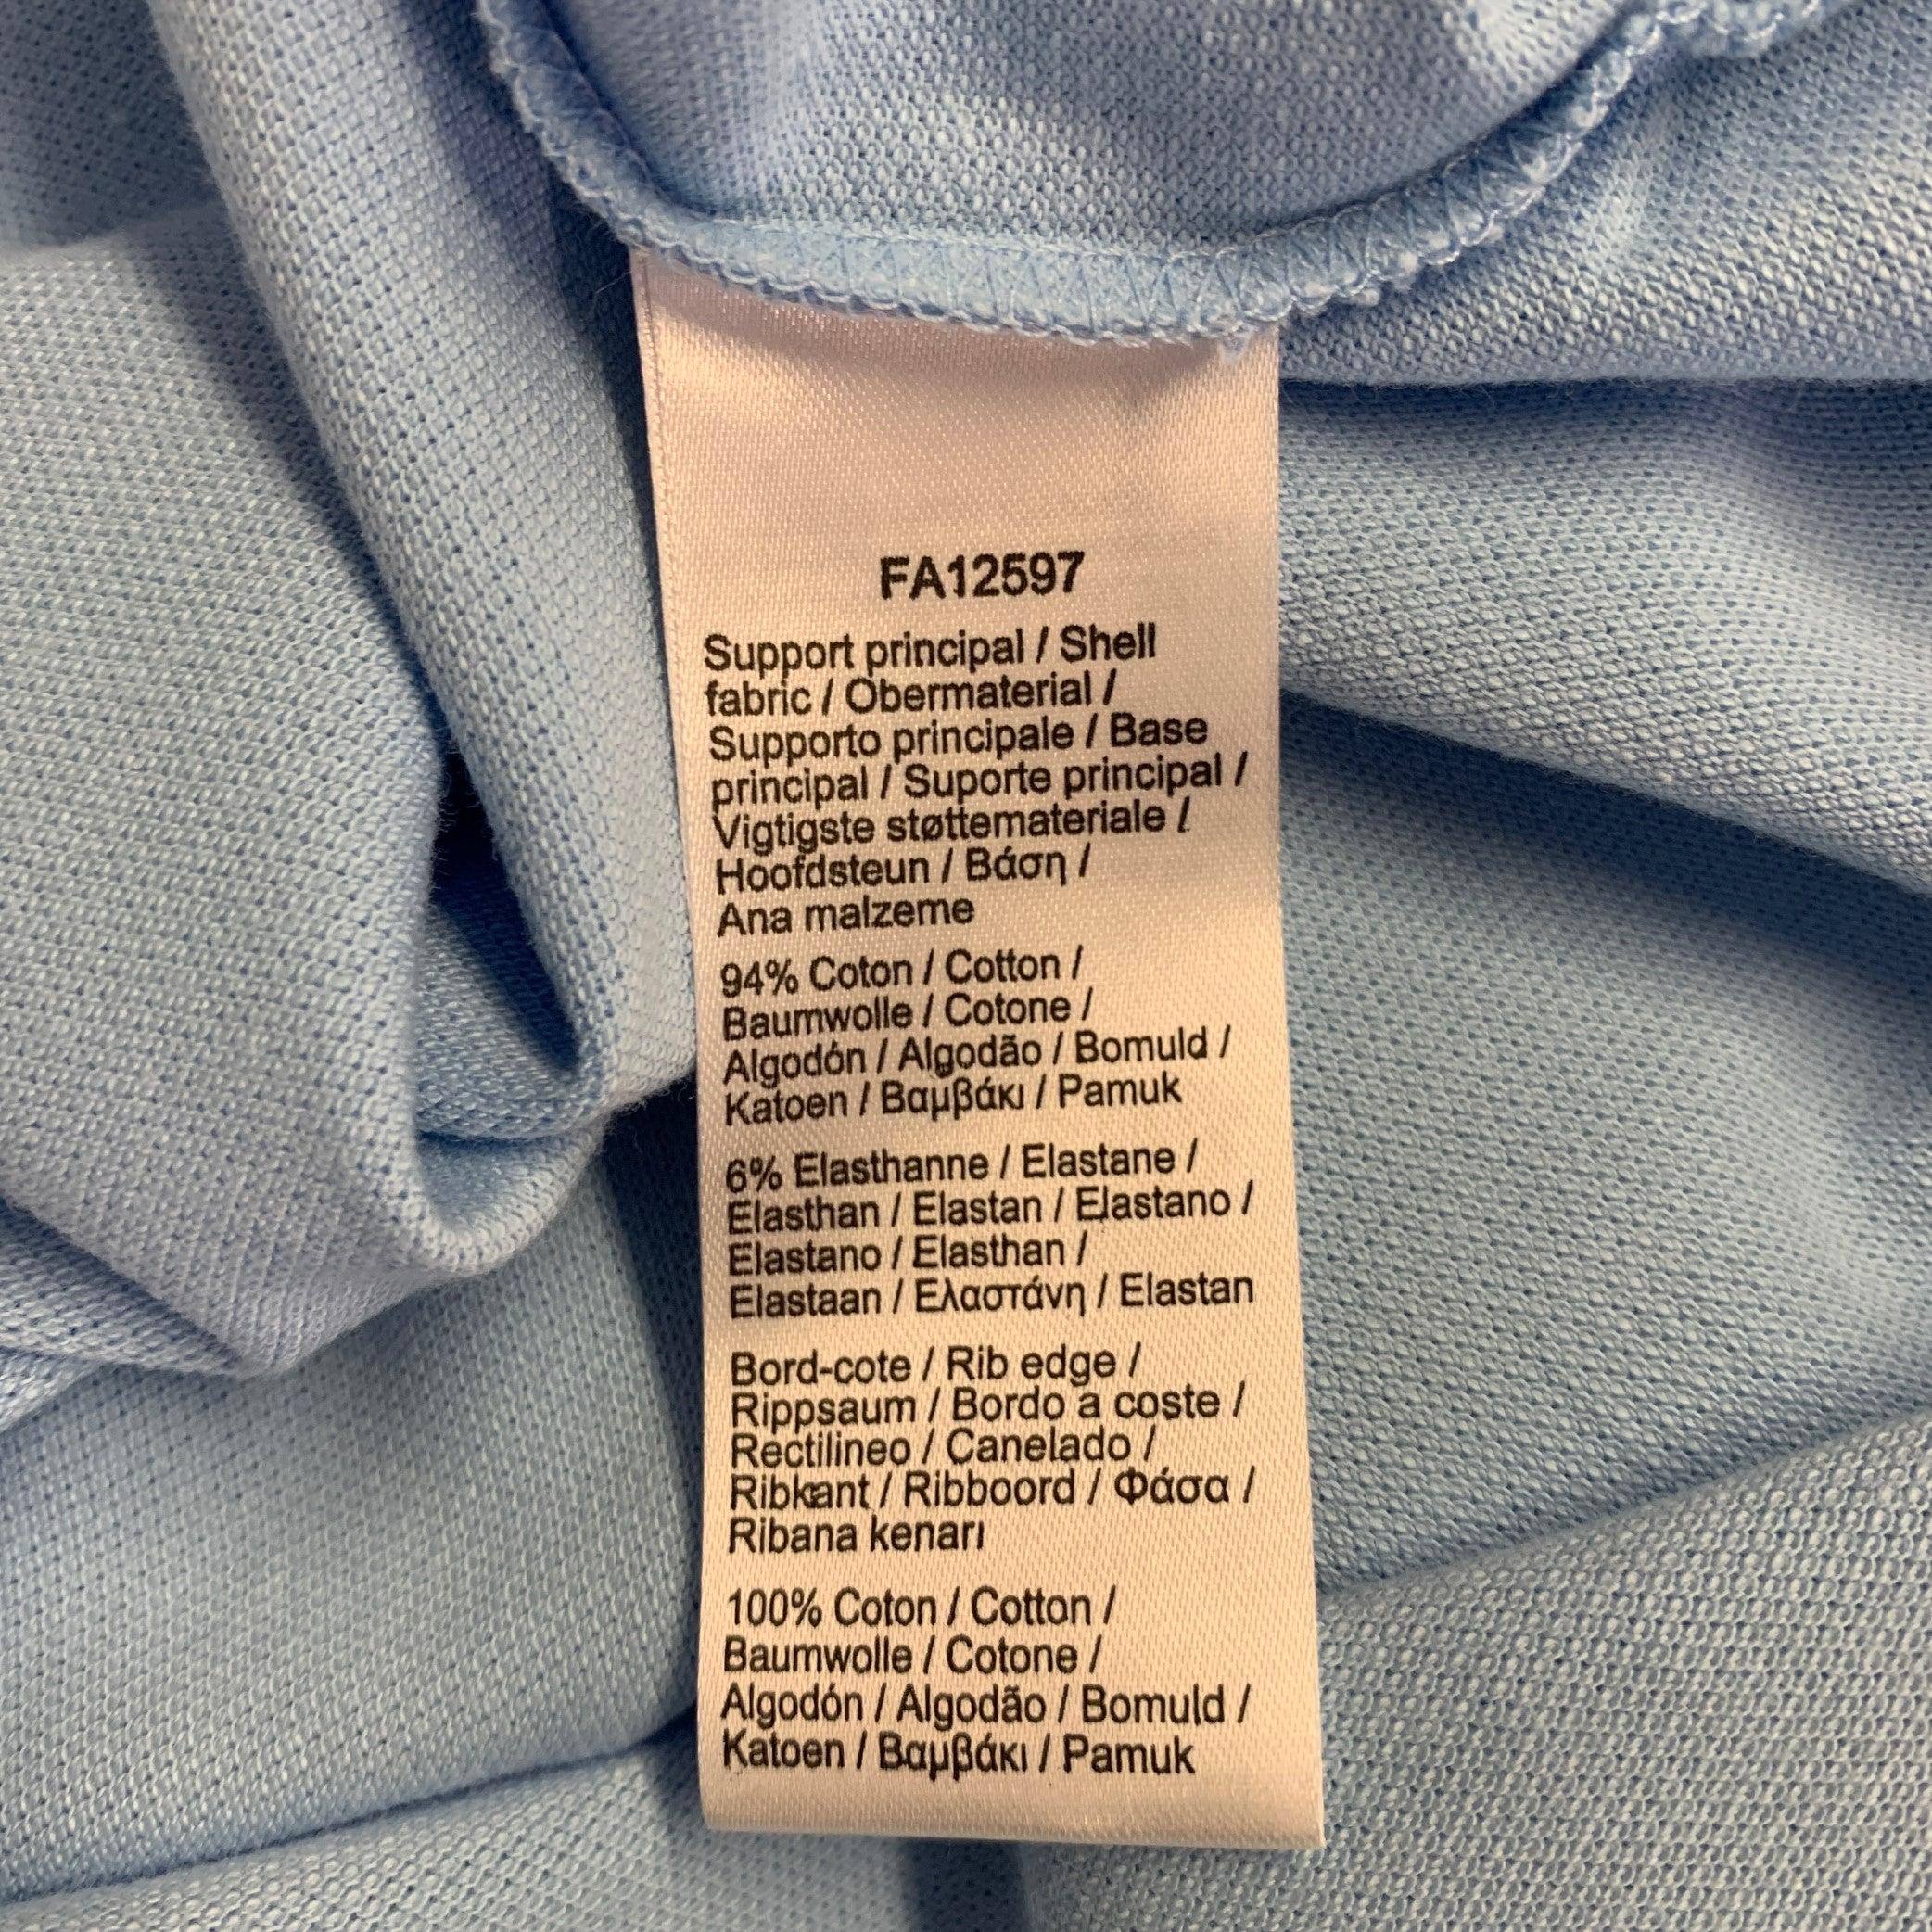 FA12597
Support principal / Shell
fabric / Obermaterial /
Supporto principale / Base
principal / Suporte principal /
Vigtigste støttemateriale /
Hoofdsteun / Βάση /
Ana malzeme
94% Coton / Cotton /
Baumwolle / Cotone /
Algodón / Algodão / Bomuld /
Katoen / Βαμβάκι / Pamuk
6% Elasthanne / Elastane /
Elasthan / Elastan / Elastano /
Elastano / Elasthan /
Elastaan / Ελαστάνη / Elastan
Bord-cote / Rib edge /
Rippsaum / Bordo a coste /
Rectilineo / Canelado /
Ribkant / Ribboord / Φάσα /
Ribana kenarı
100% Coton / Cotton /
Baumwolle / Cotone /
Algodón / Algodão / Bomuld /
Katoen / Βαμβάκι / Pamuk